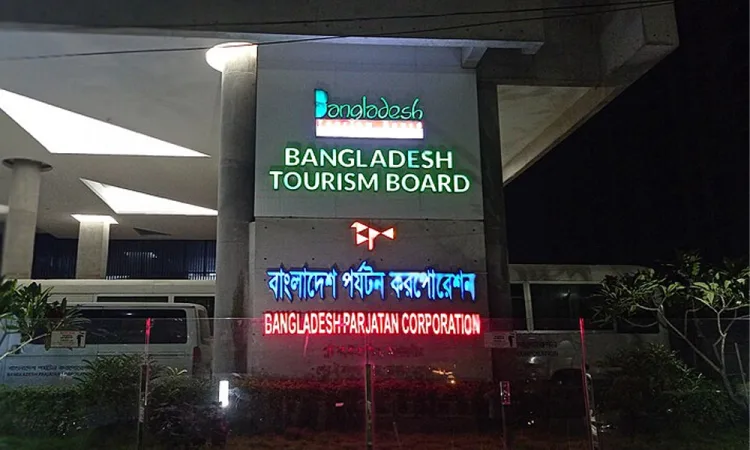 Bangladesh
BANGLADESH
TOURISM BOARD
বাংলাদেশ পর্যটন করপোরেশন
BANGLADESH PARJATAN CORPORATION